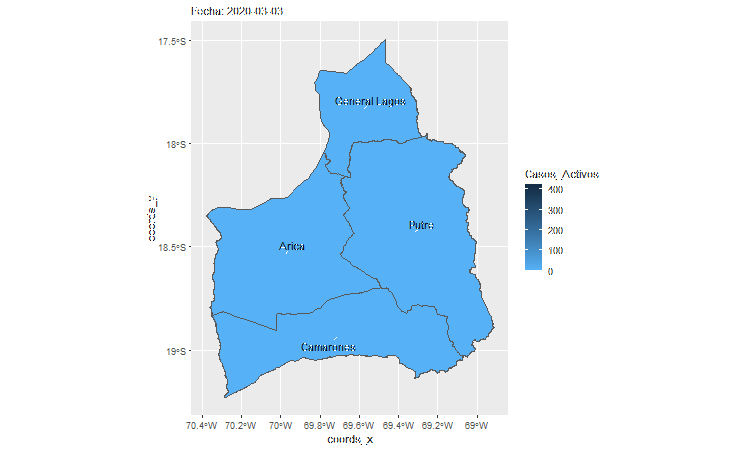 Fecha: 2020-03-03
17.5°S
General Lagos
18°S
Casos_Activos
400
300
200
100
0
coords_y
Putre
18.5°S
Arica
19°S
Camarones
70.4°W 70.2°W 70°W 69.8°W 69.6°W 69.4°W 69.2°W 69°W
coords_x